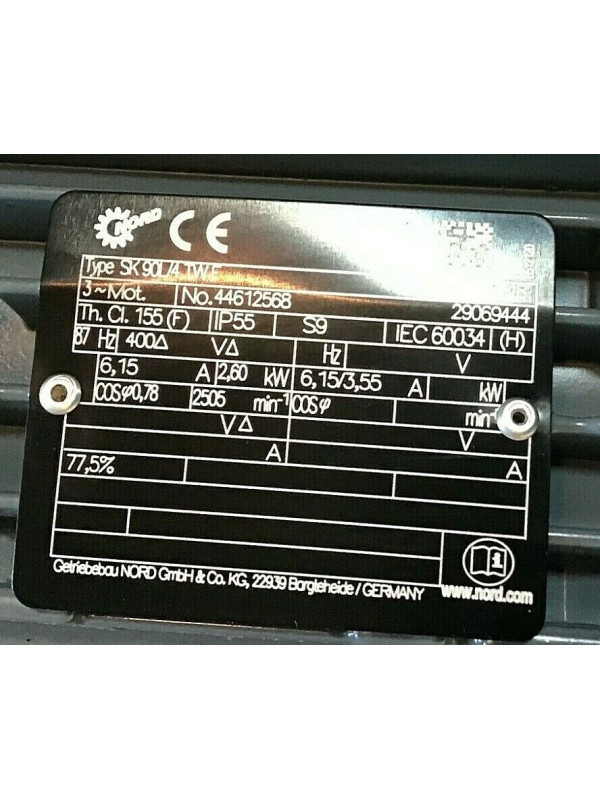 NORD CE
Type SK 90L/4 TW F
3~Mot. No. 44612568 29069444
Th. Cl. 155 (F) IP55 S9 IEC 60034 (H)
87 Hz 400Δ VΔ Hz V
6,15 A 2,60 kW 6,15/3,55 A kW
COSφ0,78 2505 min-1 COSφ min-1
VΔ V
A A
77,5%
Getriebebau NORD GmbH & Co. KG, 22939 Bargteheide / GERMANY www.nord.com